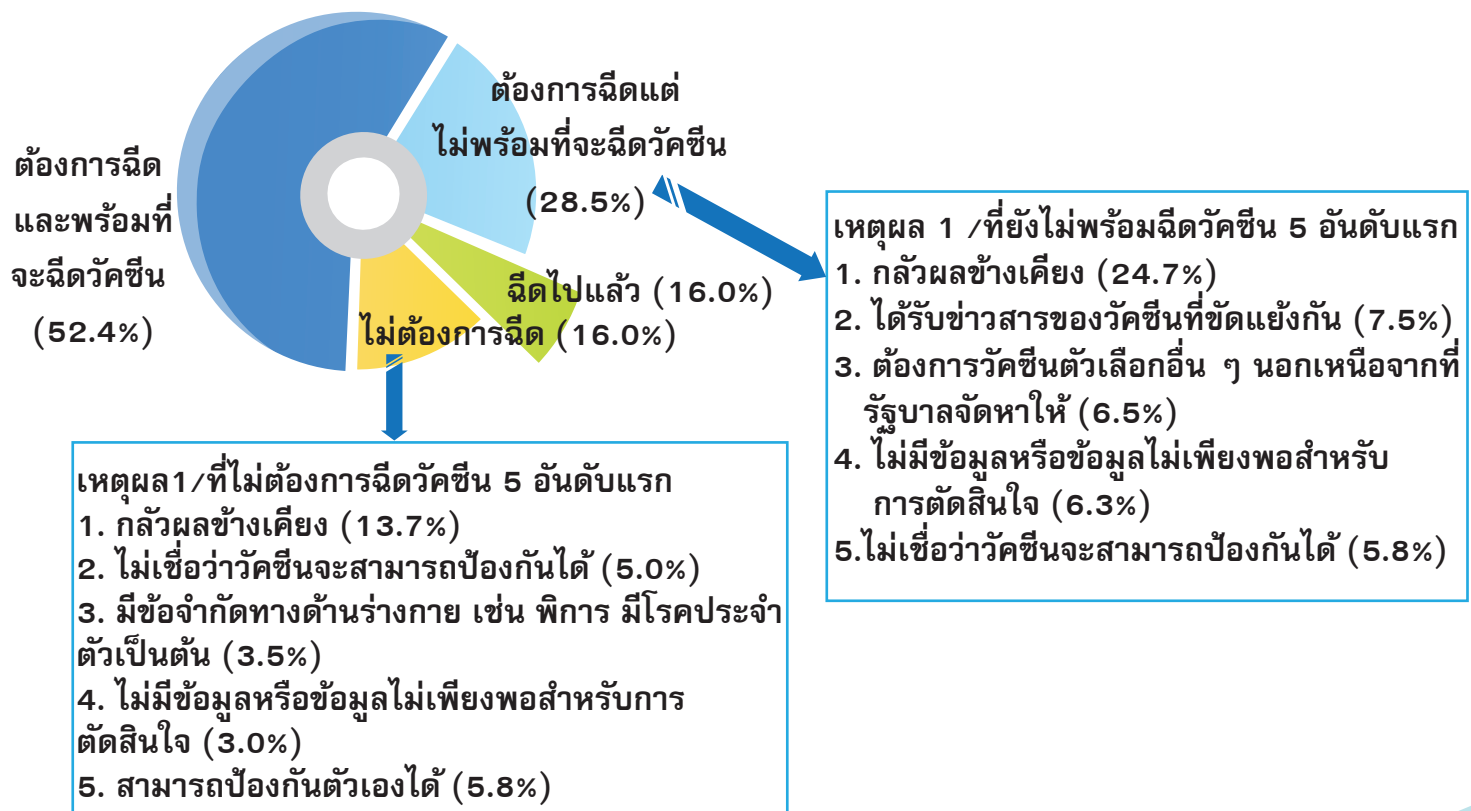 ต้องการฉีด
และพร้อมที่
จะฉีดวัคซีน
(52.4%)
ต้องการฉีดแต่
ไม่พร้อมที่จะฉีดวัคซีน
(28.5%)
ฉีดไปแล้ว (16.0%)
ไม่ต้องการฉีด (16.0%)
เหตุผล 1 /ที่ยังไม่พร้อมฉีดวัคซีน 5 อันดับแรก
1. กลัวผลข้างเคียง (24.7%)
2. ได้รับข่าวสารของวัคซีนที่ขัดแย้งกัน (7.5%)
3. ต้องการวัคซีนตัวเลือกอื่น ๆ นอกเหนือจากที่
รัฐบาลจัดหาให้ (6.5%)
4. ไม่มีข้อมูลหรือข้อมูลไม่เพียงพอสำหรับ
การตัดสินใจ (6.3%)
5.ไม่เชื่อว่าวัคซีนจะสามารถป้องกันได้ (5.8%)
เหตุผล1/ที่ไม่ต้องการฉีดวัคซีน 5 อันดับแรก
1. กลัวผลข้างเคียง (13.7%)
2. ไม่เชื่อว่าวัคซีนจะสามารถป้องกันได้ (5.0%)
3. มีข้อจำกัดทางด้านร่างกาย เช่น พิการ มีโรคประจำ
ตัวเป็นต้น (3.5%)
4. ไม่มีข้อมูลหรือข้อมูลไม่เพียงพอสำหรับการ
ตัดสินใจ (3.0%)
5. สามารถป้องกันตัวเองได้ (5.8%)